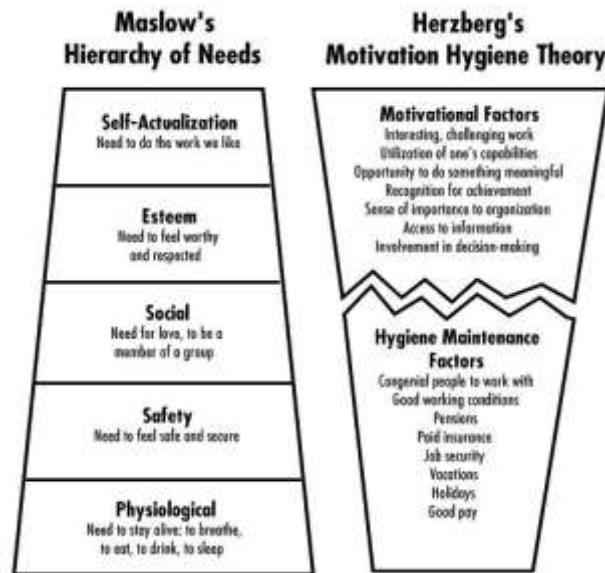 Maslow's
Hierarchy of Needs
Self-Actualization
Need to do the work we like
Esteem
Need to feel worthy
and respected
Social
Need for love, to be a
member of a group
Safety
Need to feel safe and secure
Physiological
Need to stay alive: to breathe,
to eat, to drink, to sleep
Herzberg's
Motivation Hygiene Theory
Motivational Factors
Interesting, challenging work
Utilization of one's capabilities
Opportunity to do something meaningful
Recognition for achievement
Sense of importance to organization
Access to information
Involvement in decision-making
Hygiene Maintenance
Factors
Congenial people to work with
Good working conditions
Pensions
Paid insurance
Job security
Vacations
Holidays
Good pay